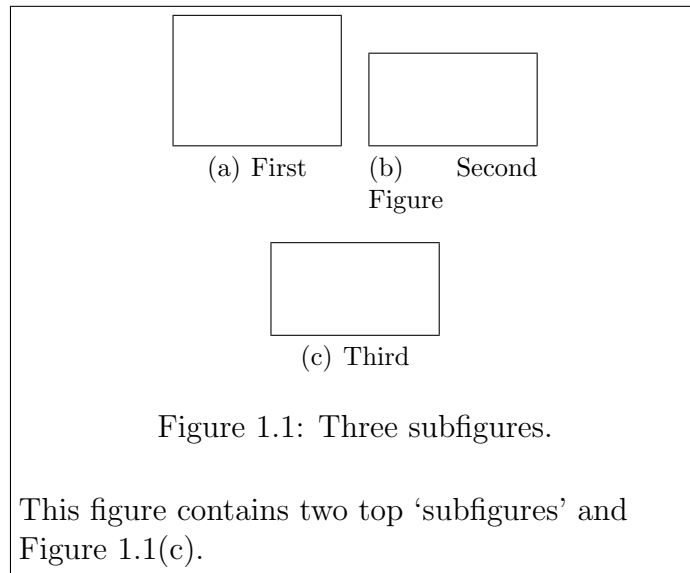 (a) First
(b) Second
Figure
(c) Third
Figure 1.1: Three subfigures.
This figure contains two top ‘subfigures’ and
Figure 1.1(c).